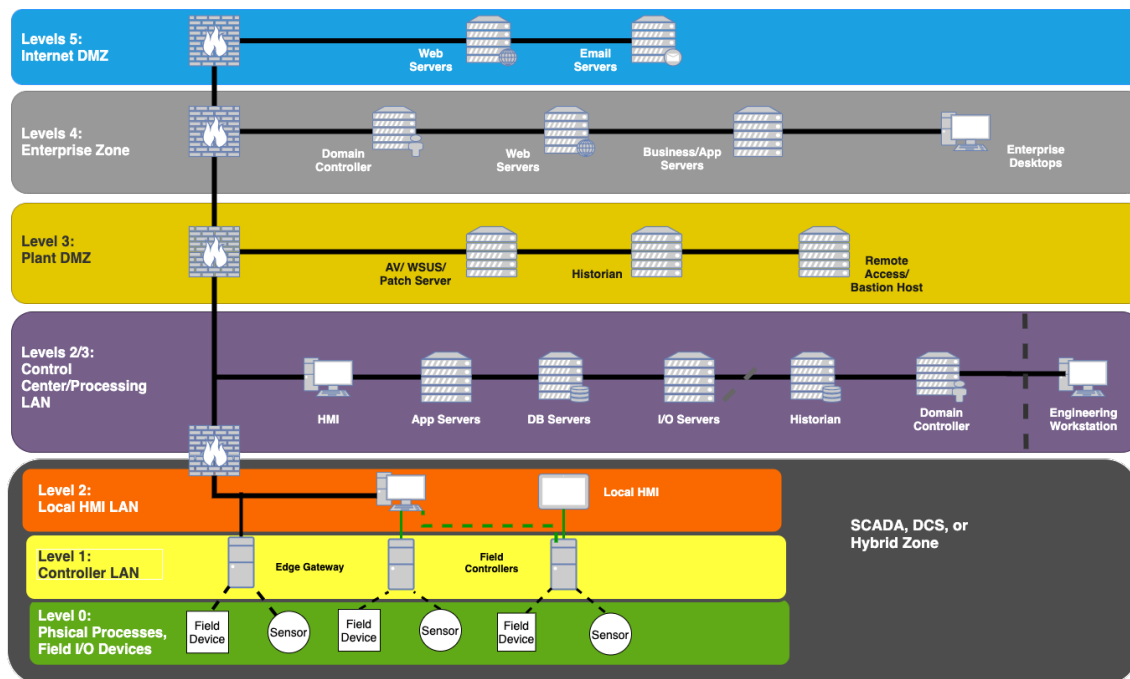 Levels 5:
Internet DMZ
Web
Servers
Email
Servers
Levels 4:
Enterprise Zone
Domain
Controller
Web
Servers
Business/App
Servers
Enterprise
Desktops
Level 3:
Plant DMZ
AV/ WSUS/
Patch Server
Historian
Remote
Access/
Bastion Host
Levels 2/3:
Control
Center/Processing
LAN
HMI
App Servers
DB Servers
I/O Servers
Historian
Domain
Controller
Engineering
Workstation
Level 2:
Local HMI LAN
Local HMI
SCADA, DCS, or
Hybrid Zone
Level 1:
Controller LAN
Edge Gateway
Field
Controllers
Level 0:
Phsical Processes,
Field I/O Devices
Field
Device
Sensor
Field
Device
Sensor
Field
Device
Sensor